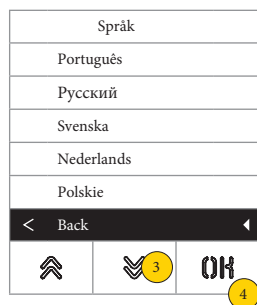 Språk
Português
Русский
Svenska
Nederlands
Polskie
< Back
3 OK
4